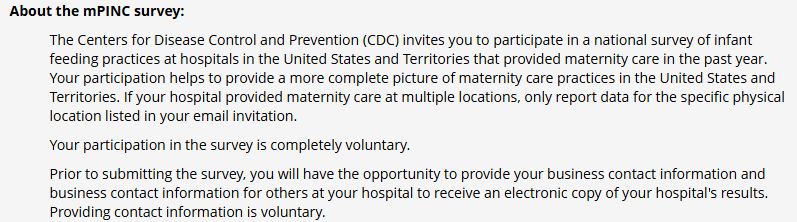 About the mPINC survey:
The Centers for Disease Control and Prevention (CDC) invites you to participate in a national survey of infant
feeding practices at hospitals in the United States and Territories that provided maternity care in the past year.
Your participation helps to provide a more complete picture of maternity care practices in the United States and
Territories. If your hospital provided maternity care at multiple locations, only report data for the specific physical
location listed in your email invitation.
Your participation in the survey is completely voluntary.
Prior to submitting the survey, you will have the opportunity to provide your business contact information and
business contact information for others at your hospital to receive an electronic copy of your hospital's results.
Providing contact information is voluntary.